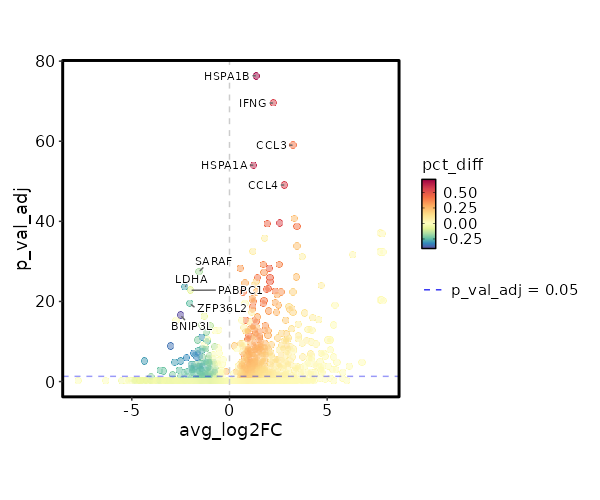 80
60
40
20
0
p_val_adj
HSPA1B
IFNG
CCL3
HSPA1A
CCL4
SARAF
LDHA
PABPC1
ZFP36L2
BNIP3L
-5
0
5
avg_log2FC
pct_diff
0.50
0.25
0.00
-0.25
p_val_adj = 0.05